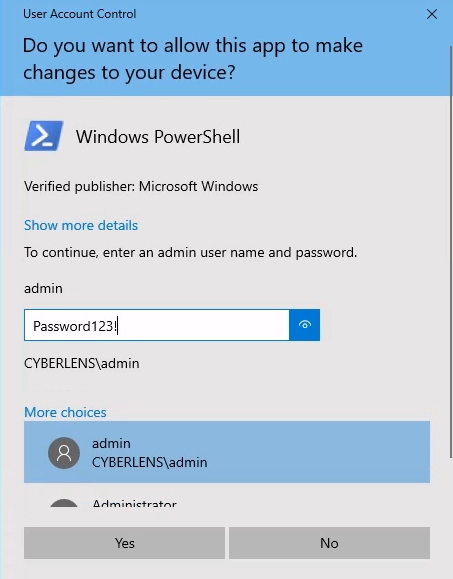 User Account Control
Do you want to allow this app to make
changes to your device?
Windows PowerShell
Verified publisher: Microsoft Windows
Show more details
To continue, enter an admin user name and password.
admin
Password123!
CYBERLENS\admin
More choices
admin
CYBERLENS\admin
Administrator
Yes
No